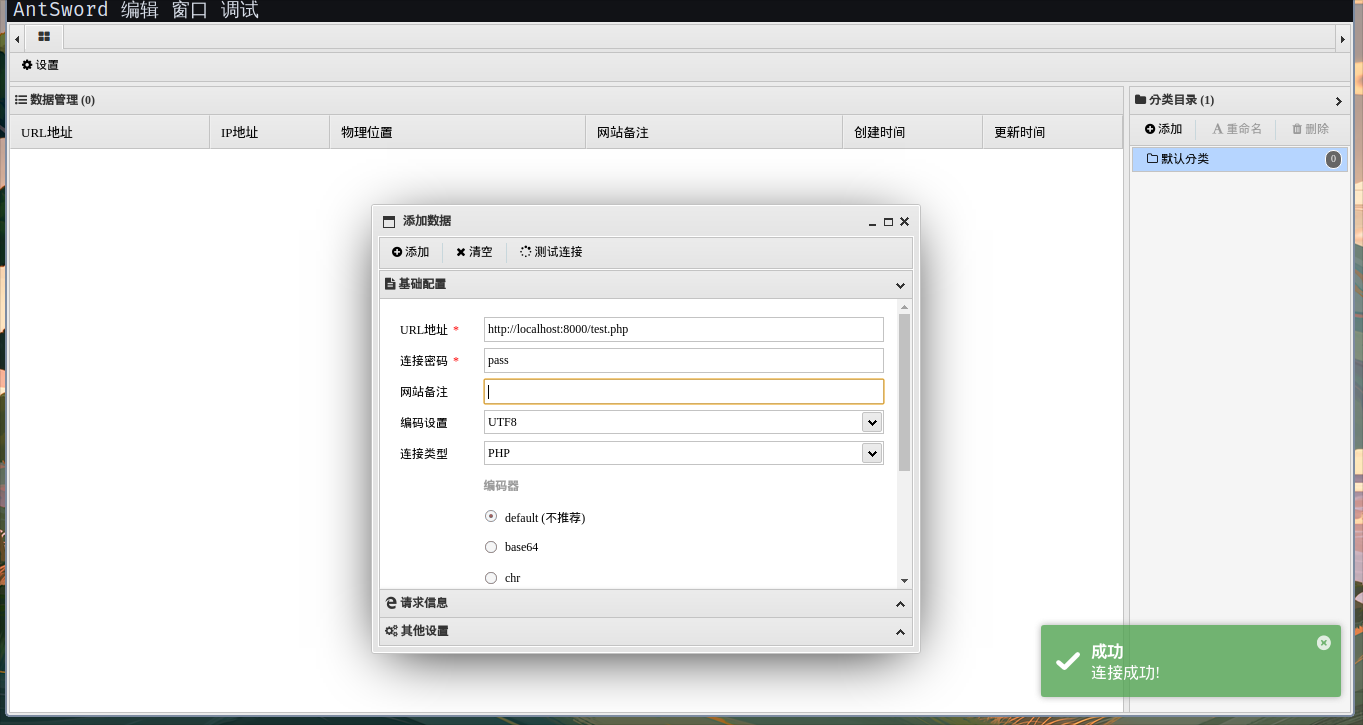 AntSword 编辑 窗口 调试
设置
数据管理 (0)
URL地址 IP地址 物理位置 网站备注 创建时间 更新时间
分类目录 (1)
添加 重命名 删除
默认分类 0
添加数据
添加 清空 测试连接
基础配置
URL地址 * http://localhost:8000/test.php
连接密码 * pass
网站备注
编码设置 UTF8
连接类型 PHP
编码器
default (不推荐)
base64
chr
请求信息
其他设置
成功
连接成功!